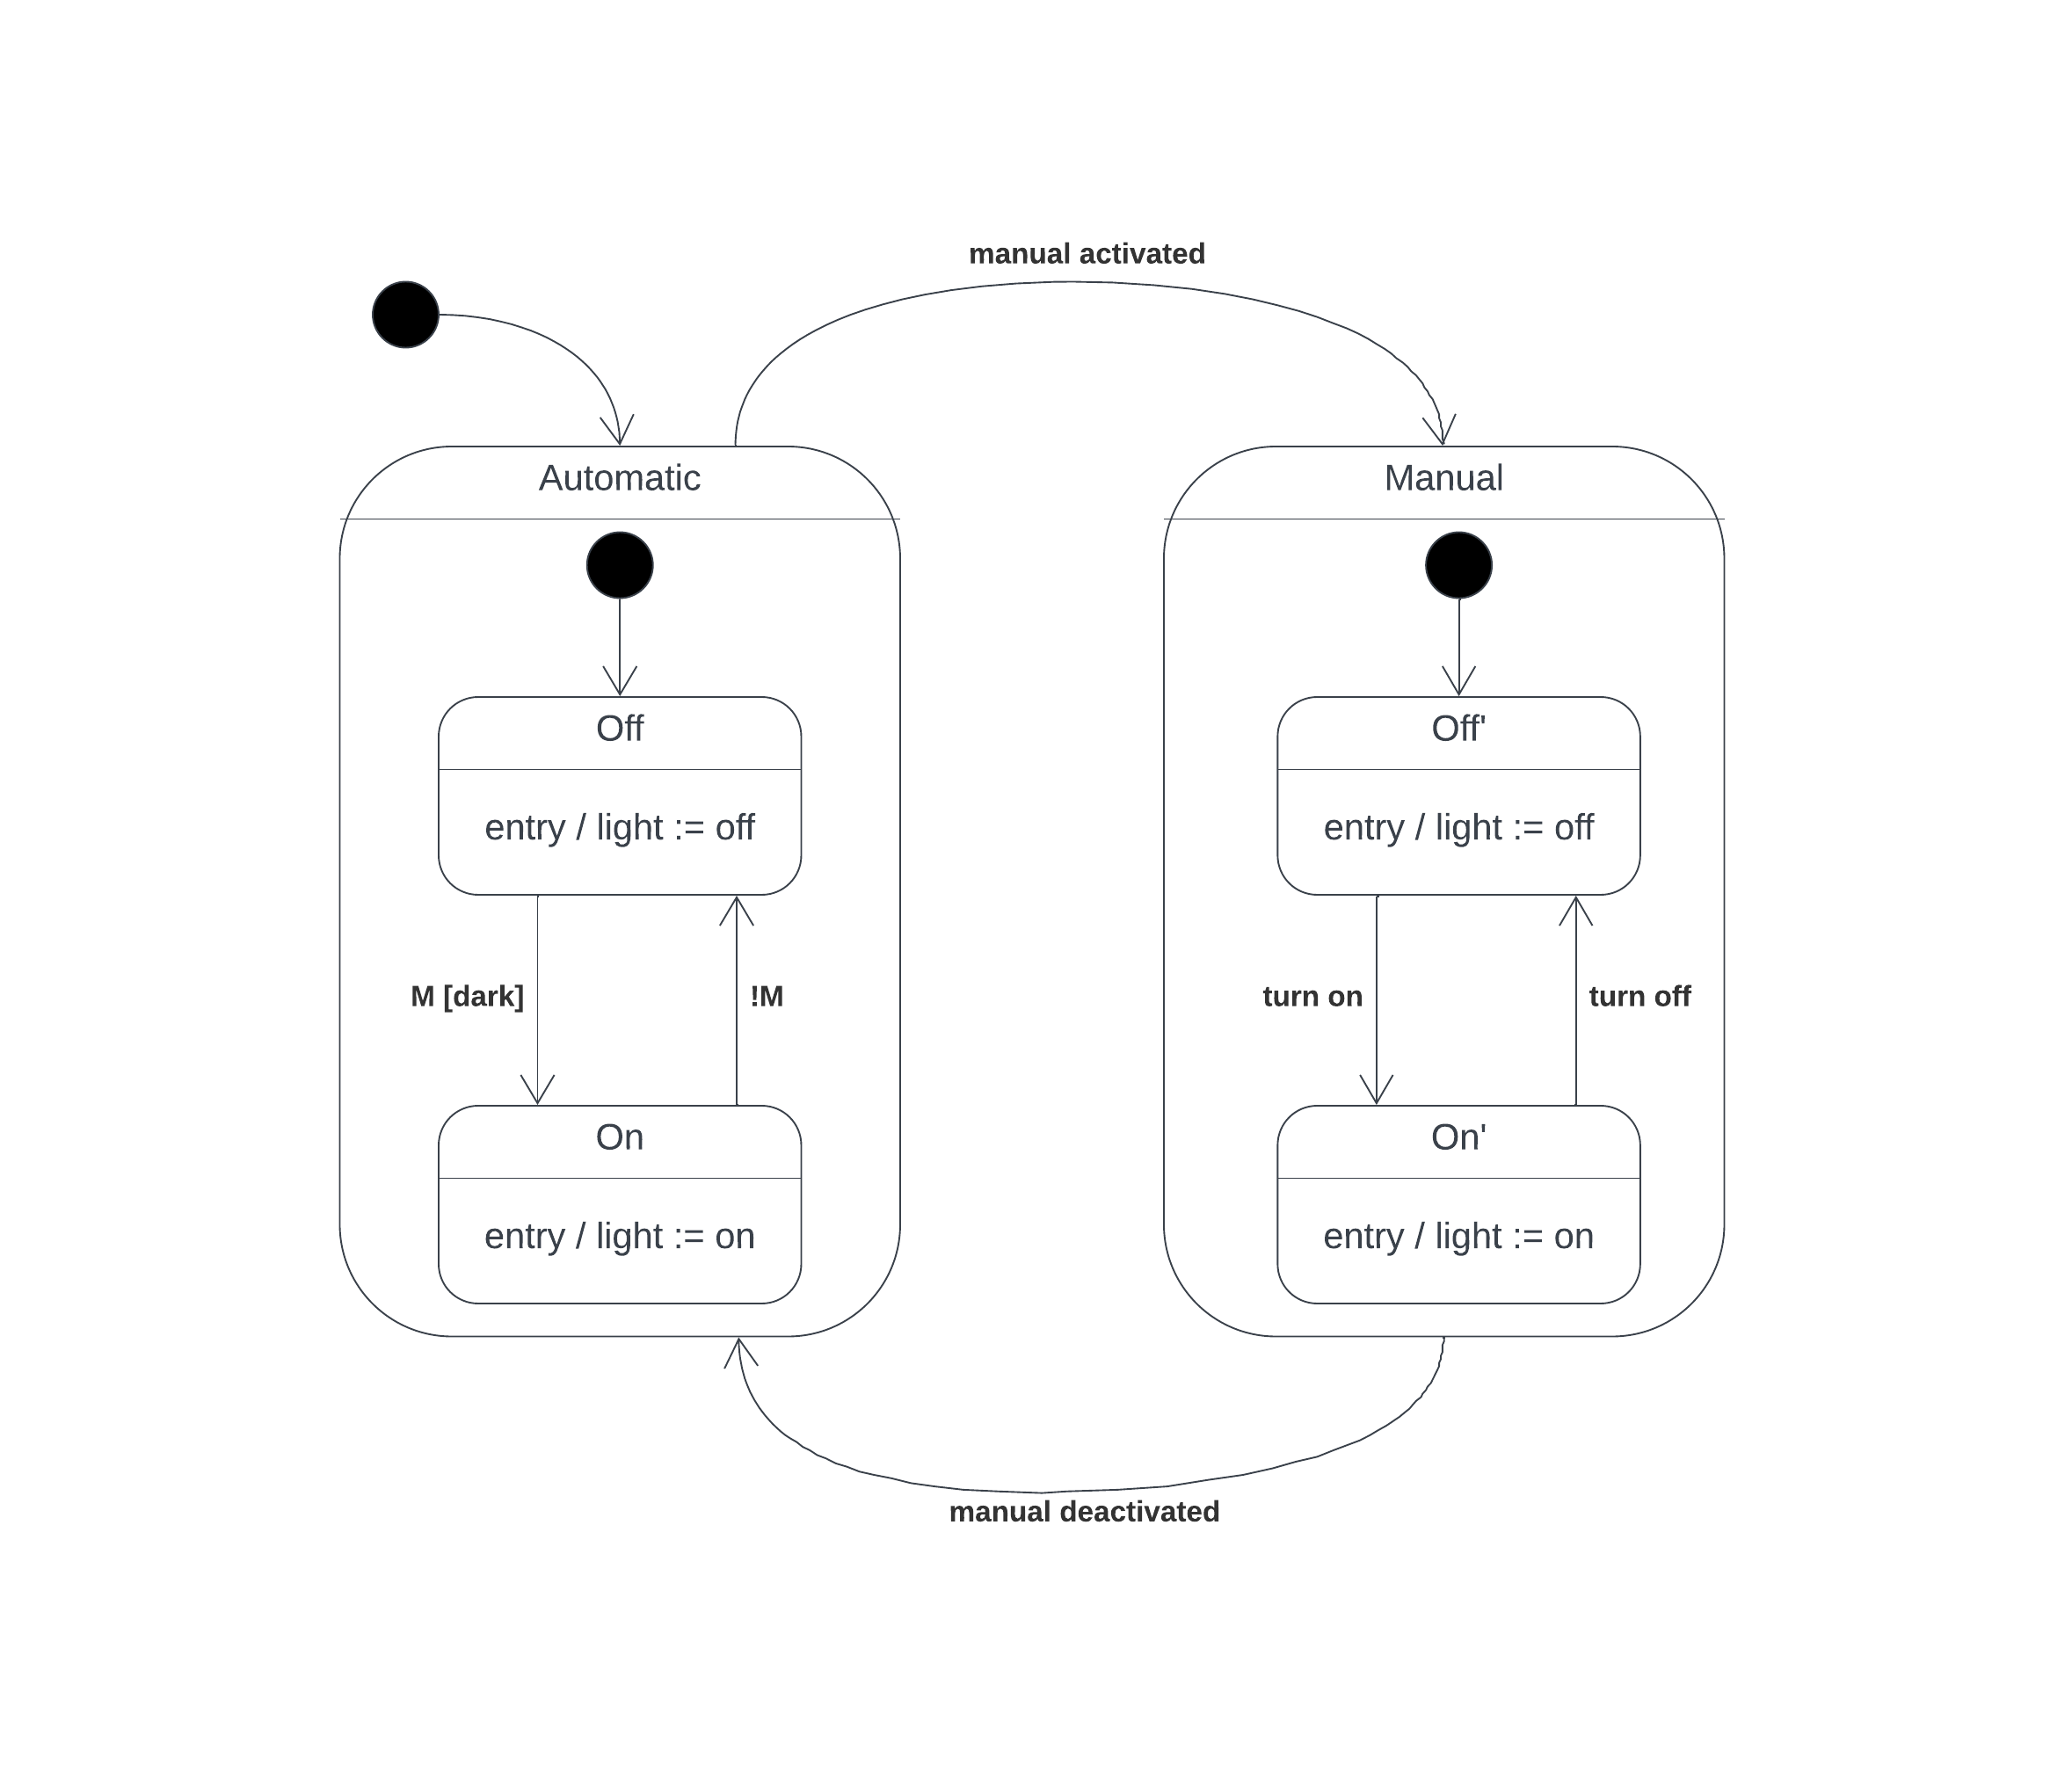 manual activated
Automatic
Manual
Off
entry / light := off
Off'
entry / light := off
M [dark]
!M
turn on
turn off
On
entry / light := on
On'
entry / light := on
manual deactivated